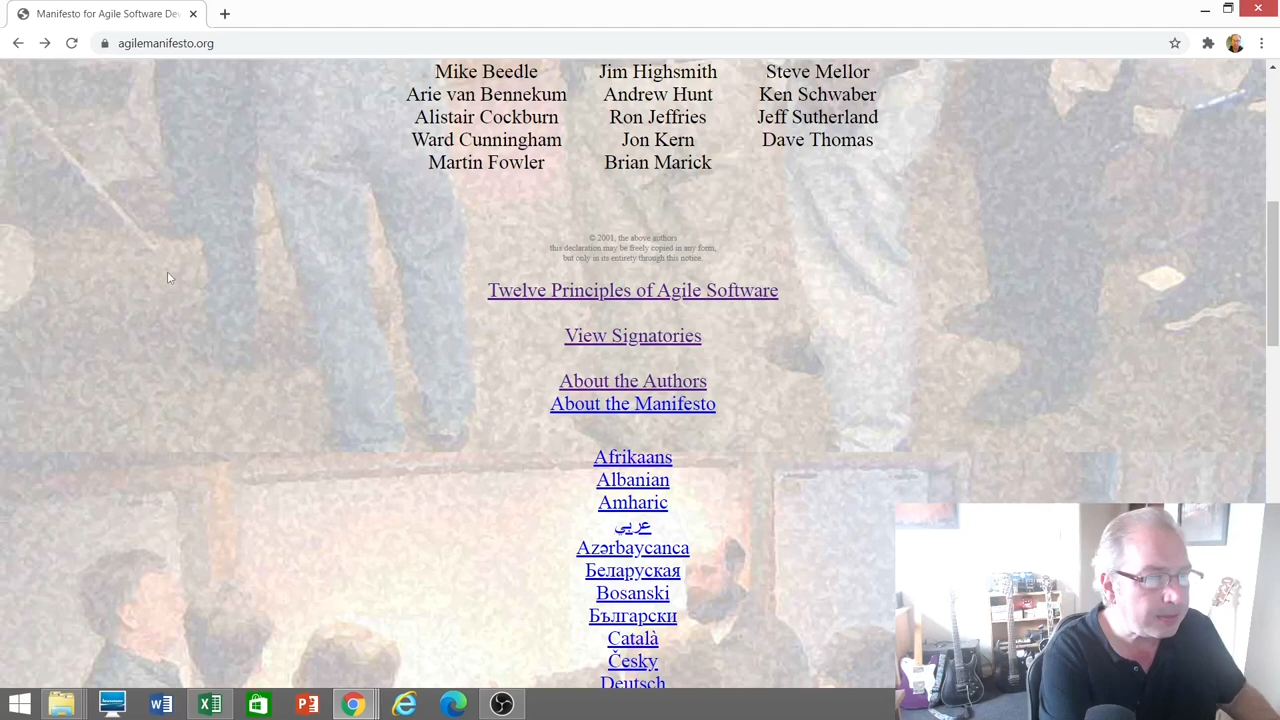 Manifesto for Agile Software De
agilemanifesto.org
Mike Beedle
Arie van Bennekum
Alistair Cockburn
Ward Cunningham
Martin Fowler
Jim Highsmith
Andrew Hunt
Ron Jeffries
Jon Kern
Brian Marick
Steve Mellor
Ken Schwaber
Jeff Sutherland
Dave Thomas
© 2001, the above authors
this declaration may be freely copied in any form,
but only in its entirety through this notice.
Twelve Principles of Agile Software
View Signatories
About the Authors
About the Manifesto
Afrikaans
Albanian
Amharic
عربي
Azərbaycanca
Беларуская
Bosanski
Български
Català
Česky
Deutsch